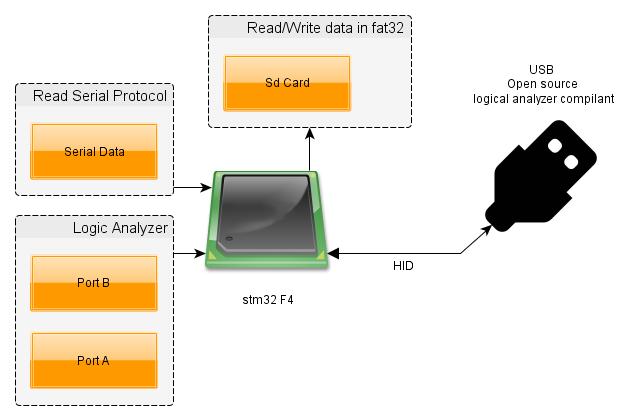 Read/Write data in fat32
Sd Card
USB
Open source
logical analyzer compilant
Read Serial Protocol
Serial Data
Logic Analyzer
Port B
Port A
HID
stm32 F4